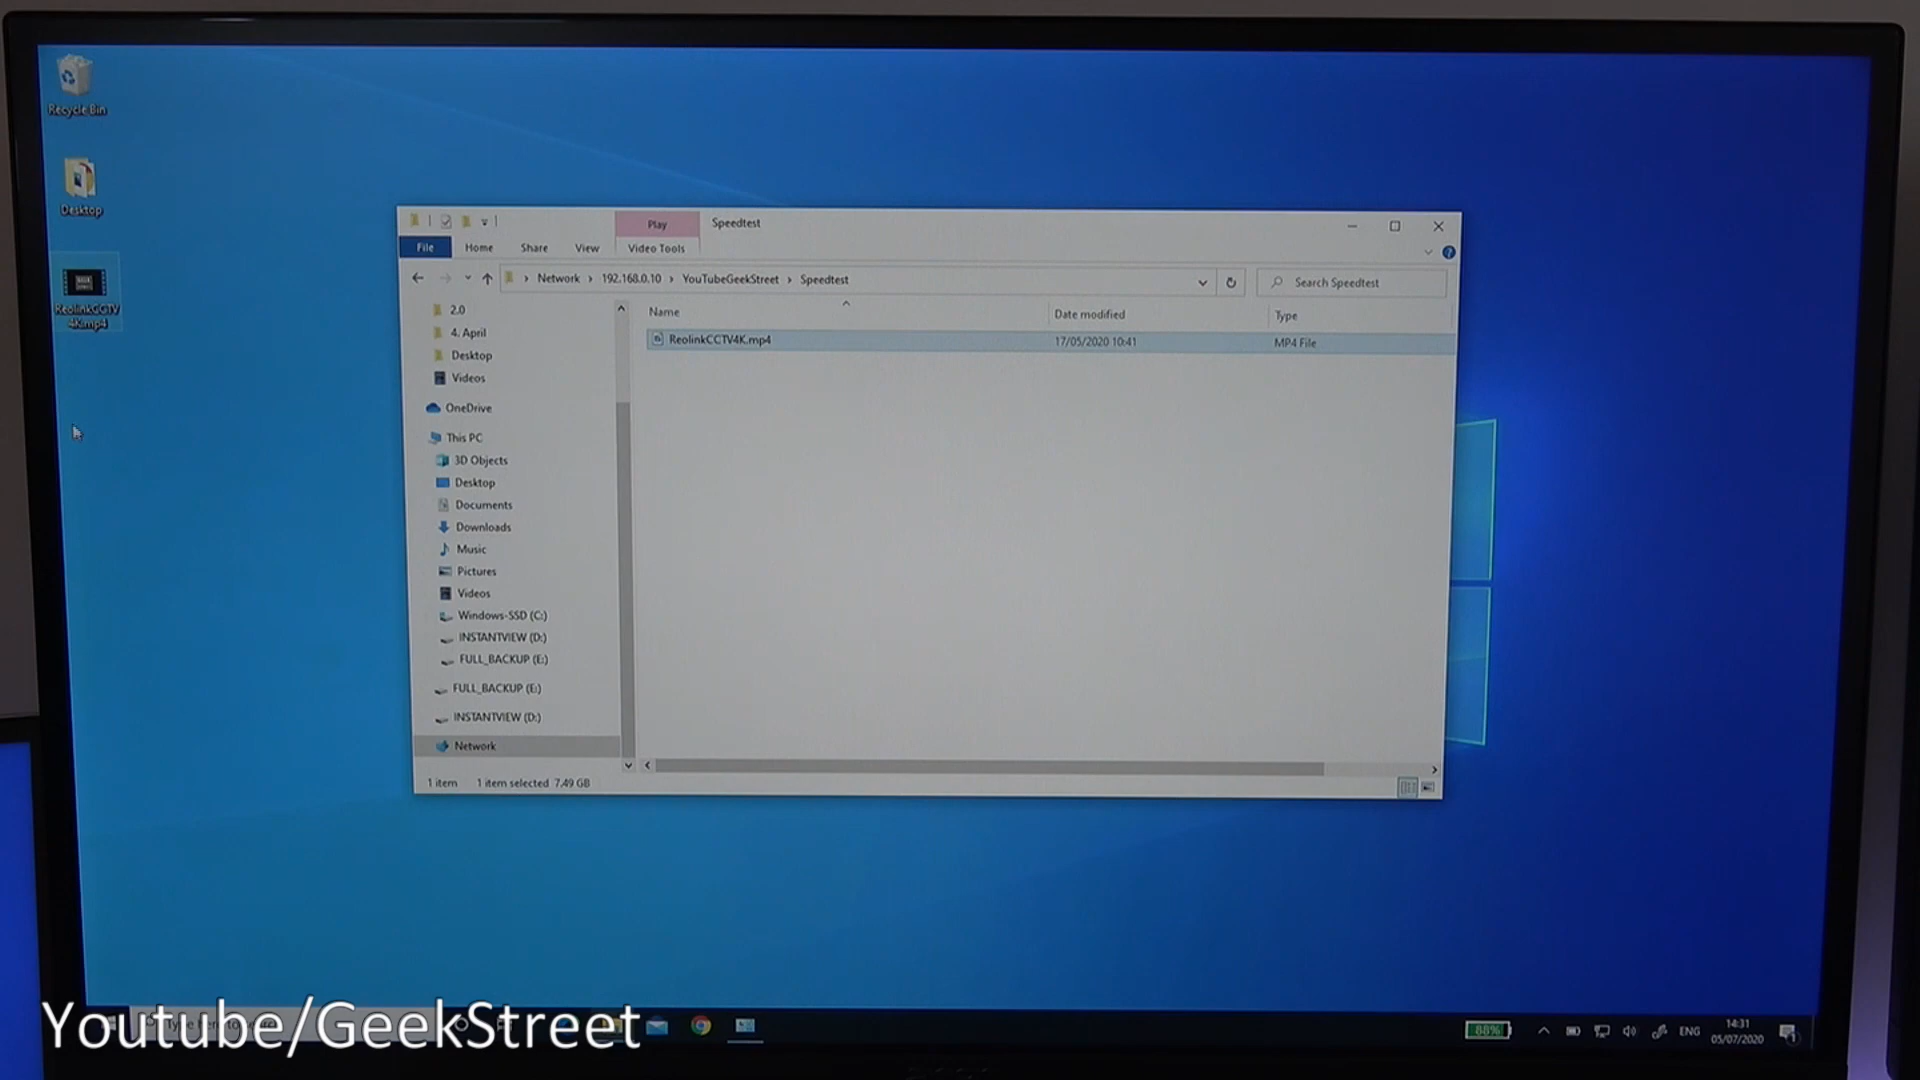 Recycle Bin
Desktop
ReolinkCCTV
4K.mp4
Play
Speedtest
File
Home
Share
View
Video Tools
Network
192.168.0.10
YouTubeGeekStreet
Speedtest
Search Speedtest
2.0
4. April
Desktop
Videos
OneDrive
This PC
3D Objects
Desktop
Documents
Downloads
Music
Pictures
Videos
Windows-SSD (C:)
INSTANTVIEW (D:)
FULL_BACKUP (E:)
FULL_BACKUP (E:)
INSTANTVIEW (D:)
Network
Name
Date modified
Type
ReolinkCCTV4K.mp4
17/05/2020 10:41
MP4 File
1 item
1 item selected 7.49 GB
Youtube/GeekStreet
88%
ENG
14:31
05/07/2020